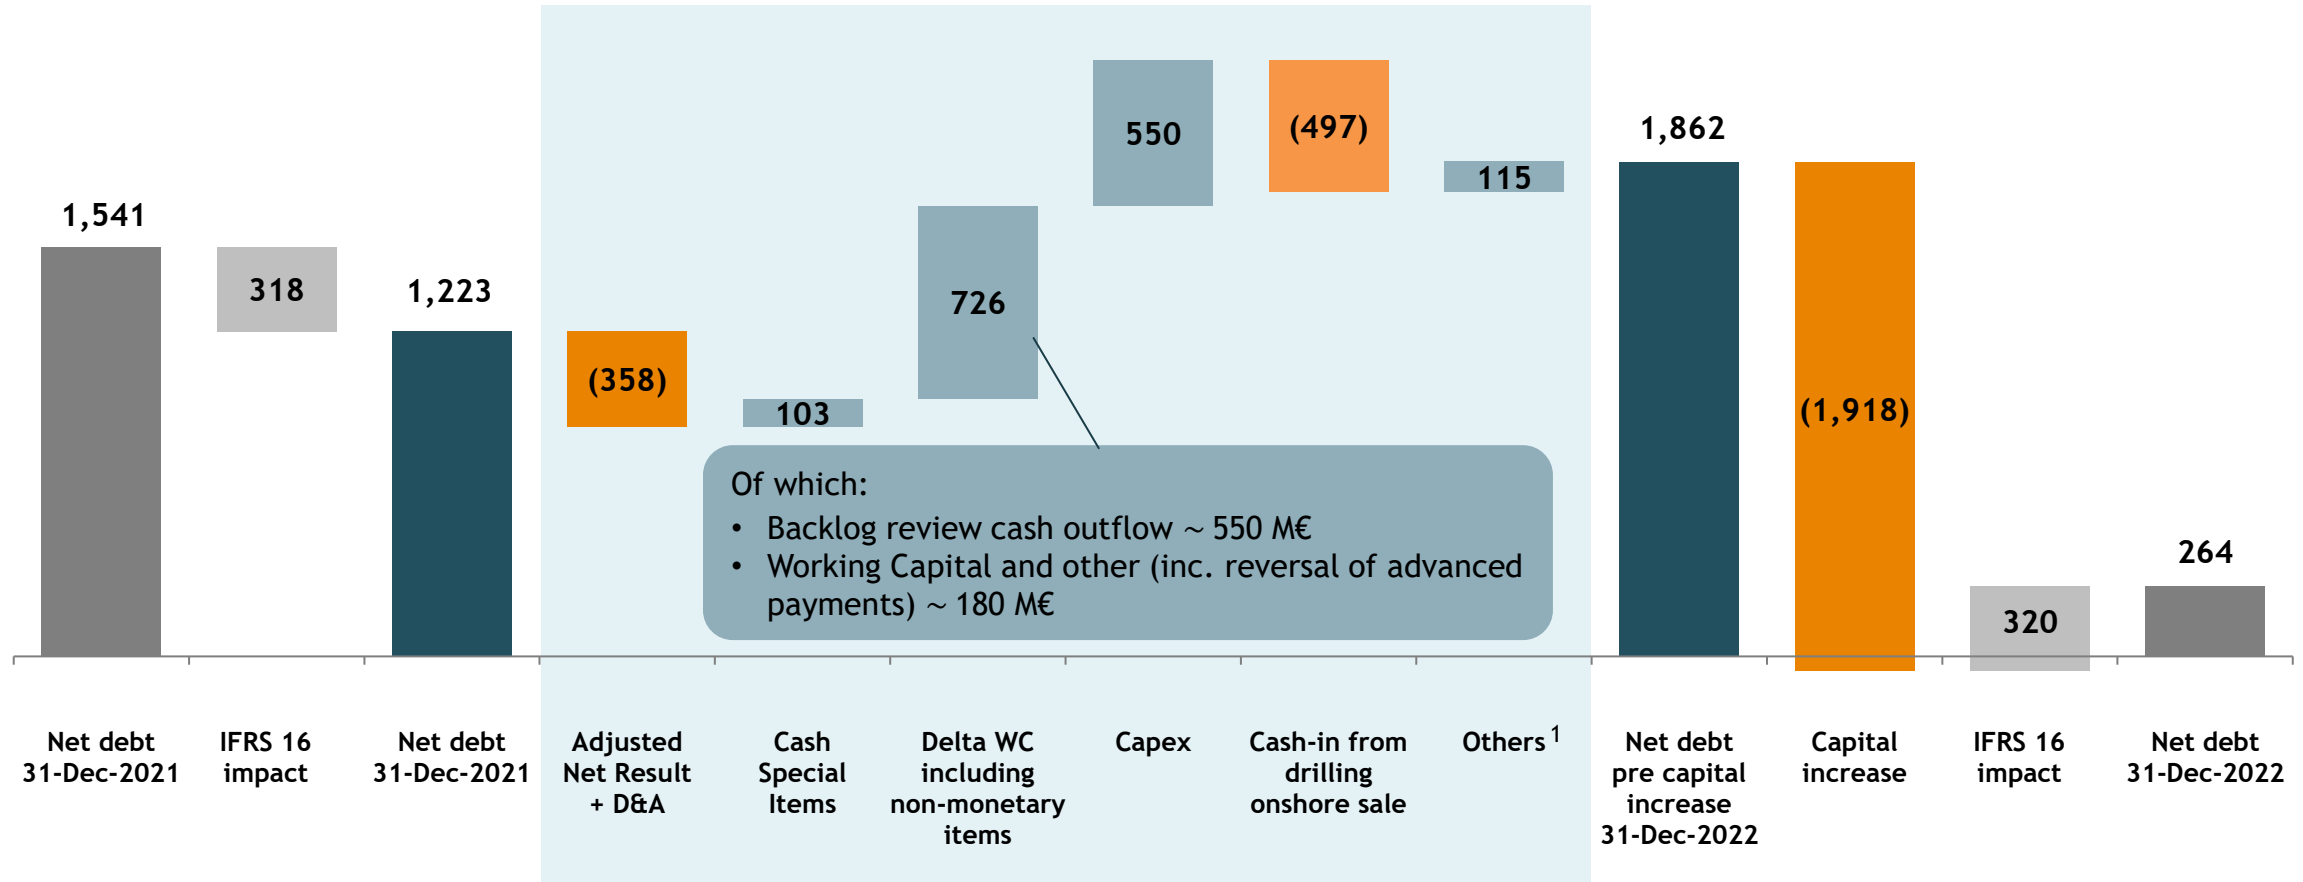 1,541
318
1,223
(358)
103
726
550
(497)
115
1,862
(1,918)
320
264
Of which:
• Backlog review cash outflow ~ 550 M€
• Working Capital and other (inc. reversal of advanced
payments) ~ 180 M€
Net debt
31-Dec-2021
IFRS 16
impact
Net debt
31-Dec-2021
Adjusted
Net Result
+ D&A
Cash
Special
Items
Delta WC
including
non-monetary
items
Capex
Cash-in from
drilling
onshore sale
Others 1
Net debt
pre capital
increase
31-Dec-2022
Capital
increase
IFRS 16
impact
Net debt
31-Dec-2022